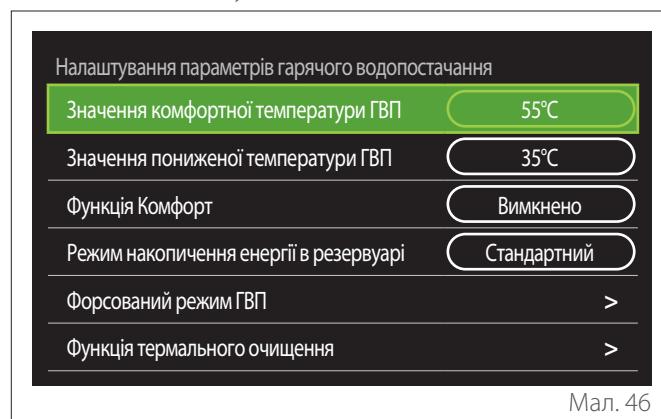 Налаштування параметрів гарячого водопостачання
Значення комфортної температури ГВП 55°C
Значення пониженої температури ГВП 35°C
Функція Комфорт Вимкнено
Режим накопичення енергії в резервуарі Стандартний
Форсований режим ГВП >
Функція термального очищення >
Мал. 46